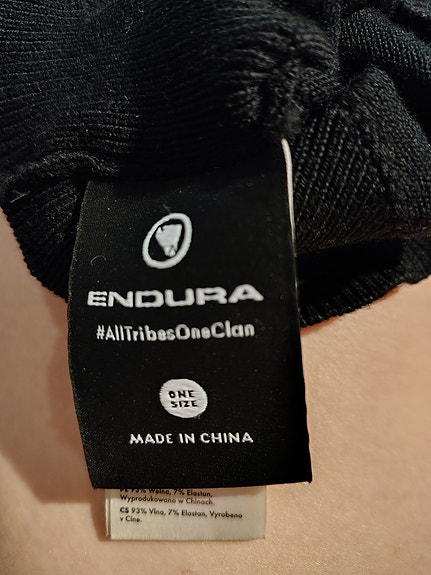 ENDURA
#AllTribesOneClan
ONE
SIZE
MADE IN CHINA
PL 93% Wełna, 7% Elastan,
Wyprodukowano w Chinach.
CS 93% Vlna, 7% Elastan, Vyrobeno
v Číně.